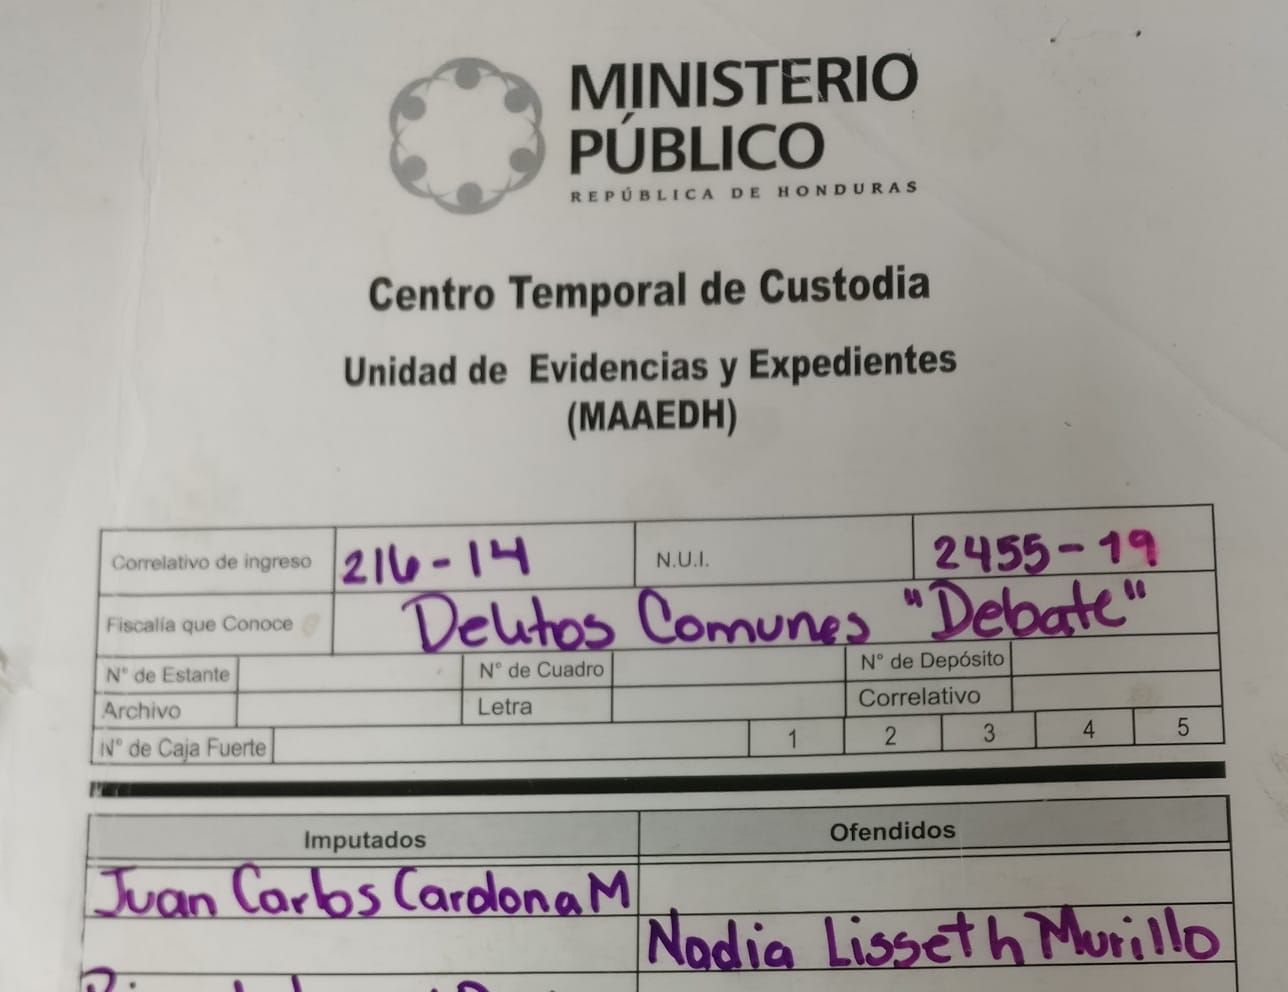 MINISTERIO
PÚBLICO
REPÚBLICA DE HONDURAS
Centro Temporal de Custodia
Unidad de Evidencias y Expedientes
(MAAEDH)
Correlativo de ingreso 216-14 N.U.I. 2455-19
Fiscalía que Conoce Delitos Comunes "Debate"
N° de Estante N° de Cuadro N° de Depósito
Archivo Letra Correlativo
N° de Caja Fuerte 1 2 3 4 5
Imputados Ofendidos
Juan Carlos Cardona M
Nadia Lisseth Murillo